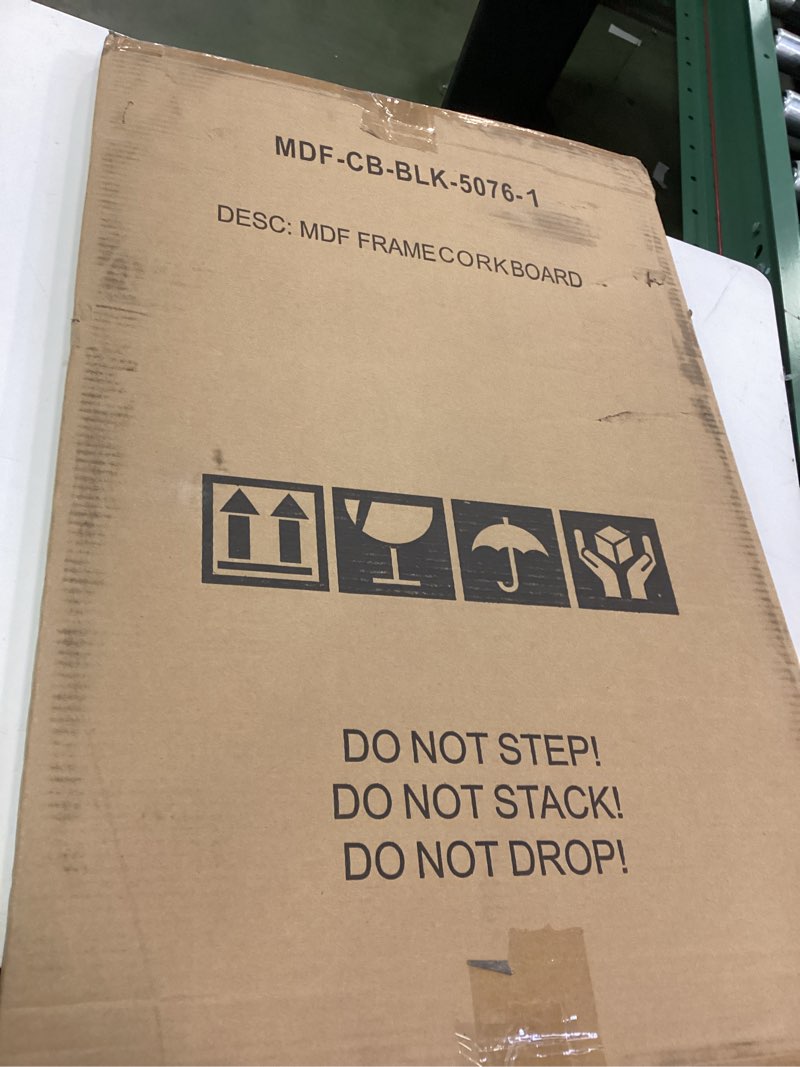 MDF-CB-BLK-5076-1
DESC: MDF FRAMECORKBOARD
DO NOT STEP!
DO NOT STACK!
DO NOT DROP!